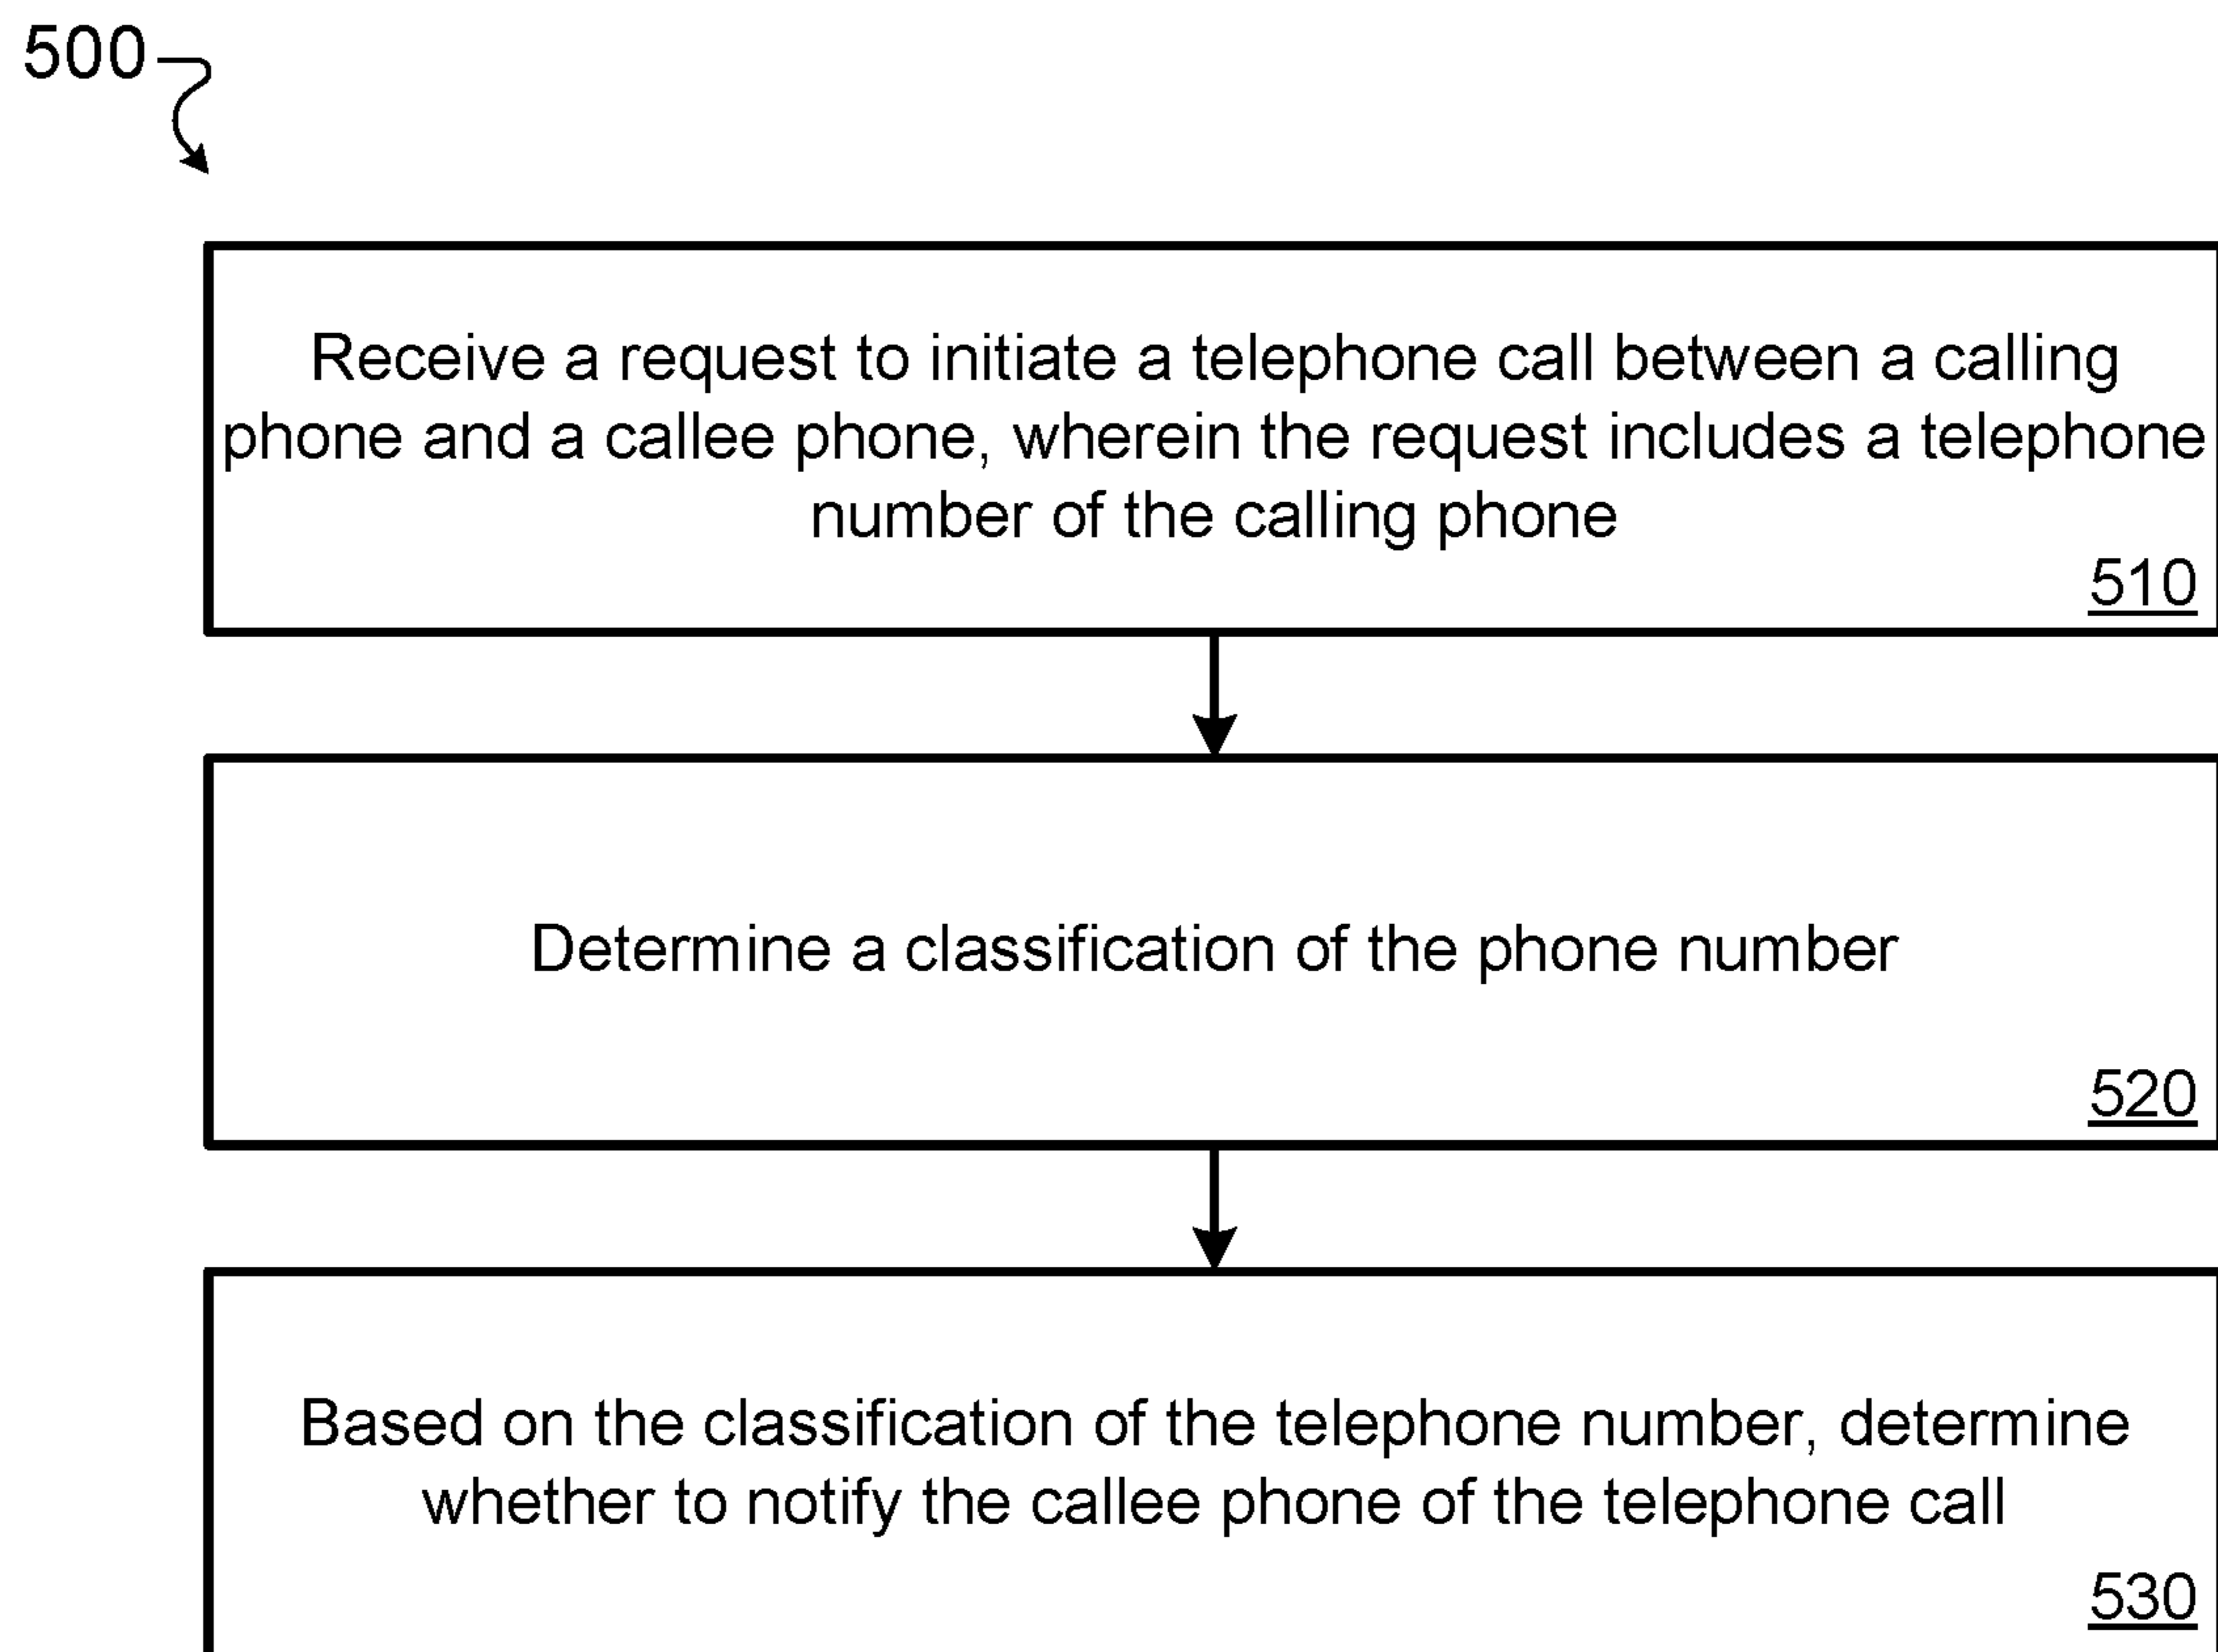 500
Receive a request to initiate a telephone call between a calling
phone and a callee phone, wherein the request includes a telephone
number of the calling phone
510
Determine a classification of the phone number
520
Based on the classification of the telephone number, determine
whether to notify the callee phone of the telephone call
530